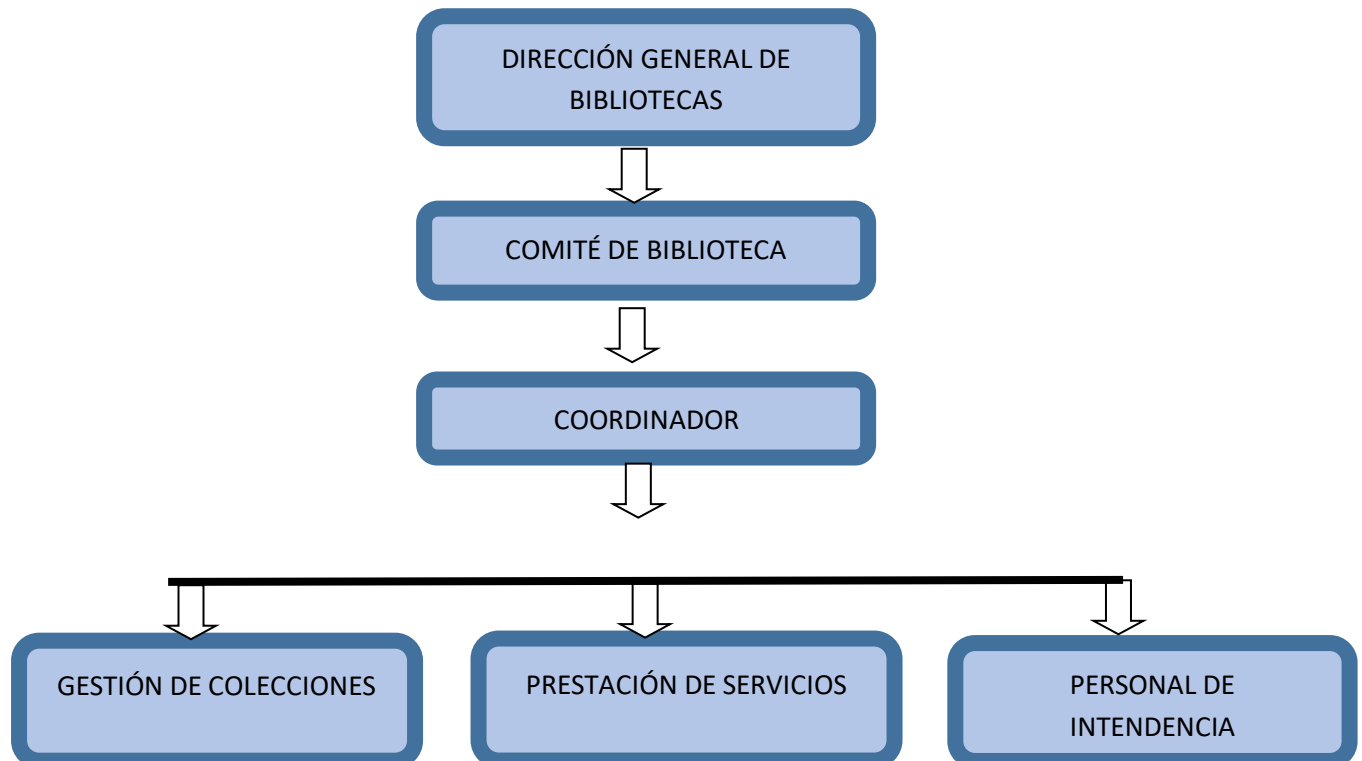 DIRECCIÓN GENERAL DE
BIBLIOTECAS
COMITÉ DE BIBLIOTECA
COORDINADOR
GESTIÓN DE COLECCIONES
PRESTACIÓN DE SERVICIOS
PERSONAL DE
INTENDENCIA